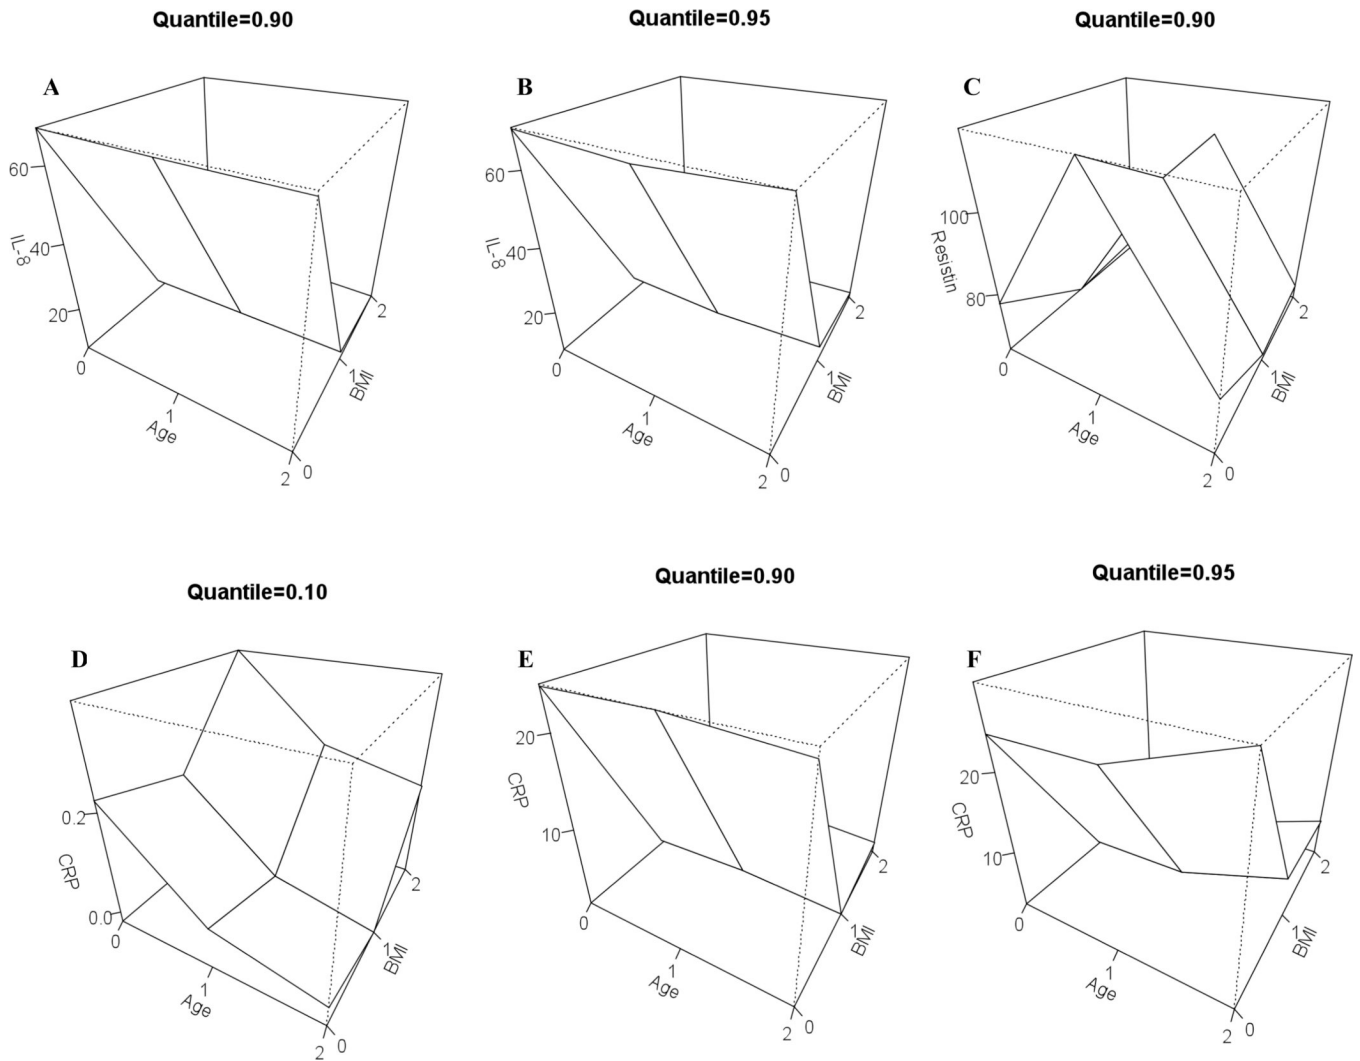 Quantile=0.90
A
60
40
20
IL-8
0
1
2
Age
0
1
2
BMI
Quantile=0.95
B
60
40
20
IL-8
0
1
2
Age
0
1
2
BMI
Quantile=0.90
C
100
80
Resistin
0
1
2
Age
0
1
2
BMI
Quantile=0.10
D
0.2
0.0
CRP
0
1
2
Age
0
1
2
BMI
Quantile=0.90
E
20
10
CRP
0
1
2
Age
0
1
2
BMI
Quantile=0.95
F
20
10
CRP
0
1
2
Age
0
1
2
BMI